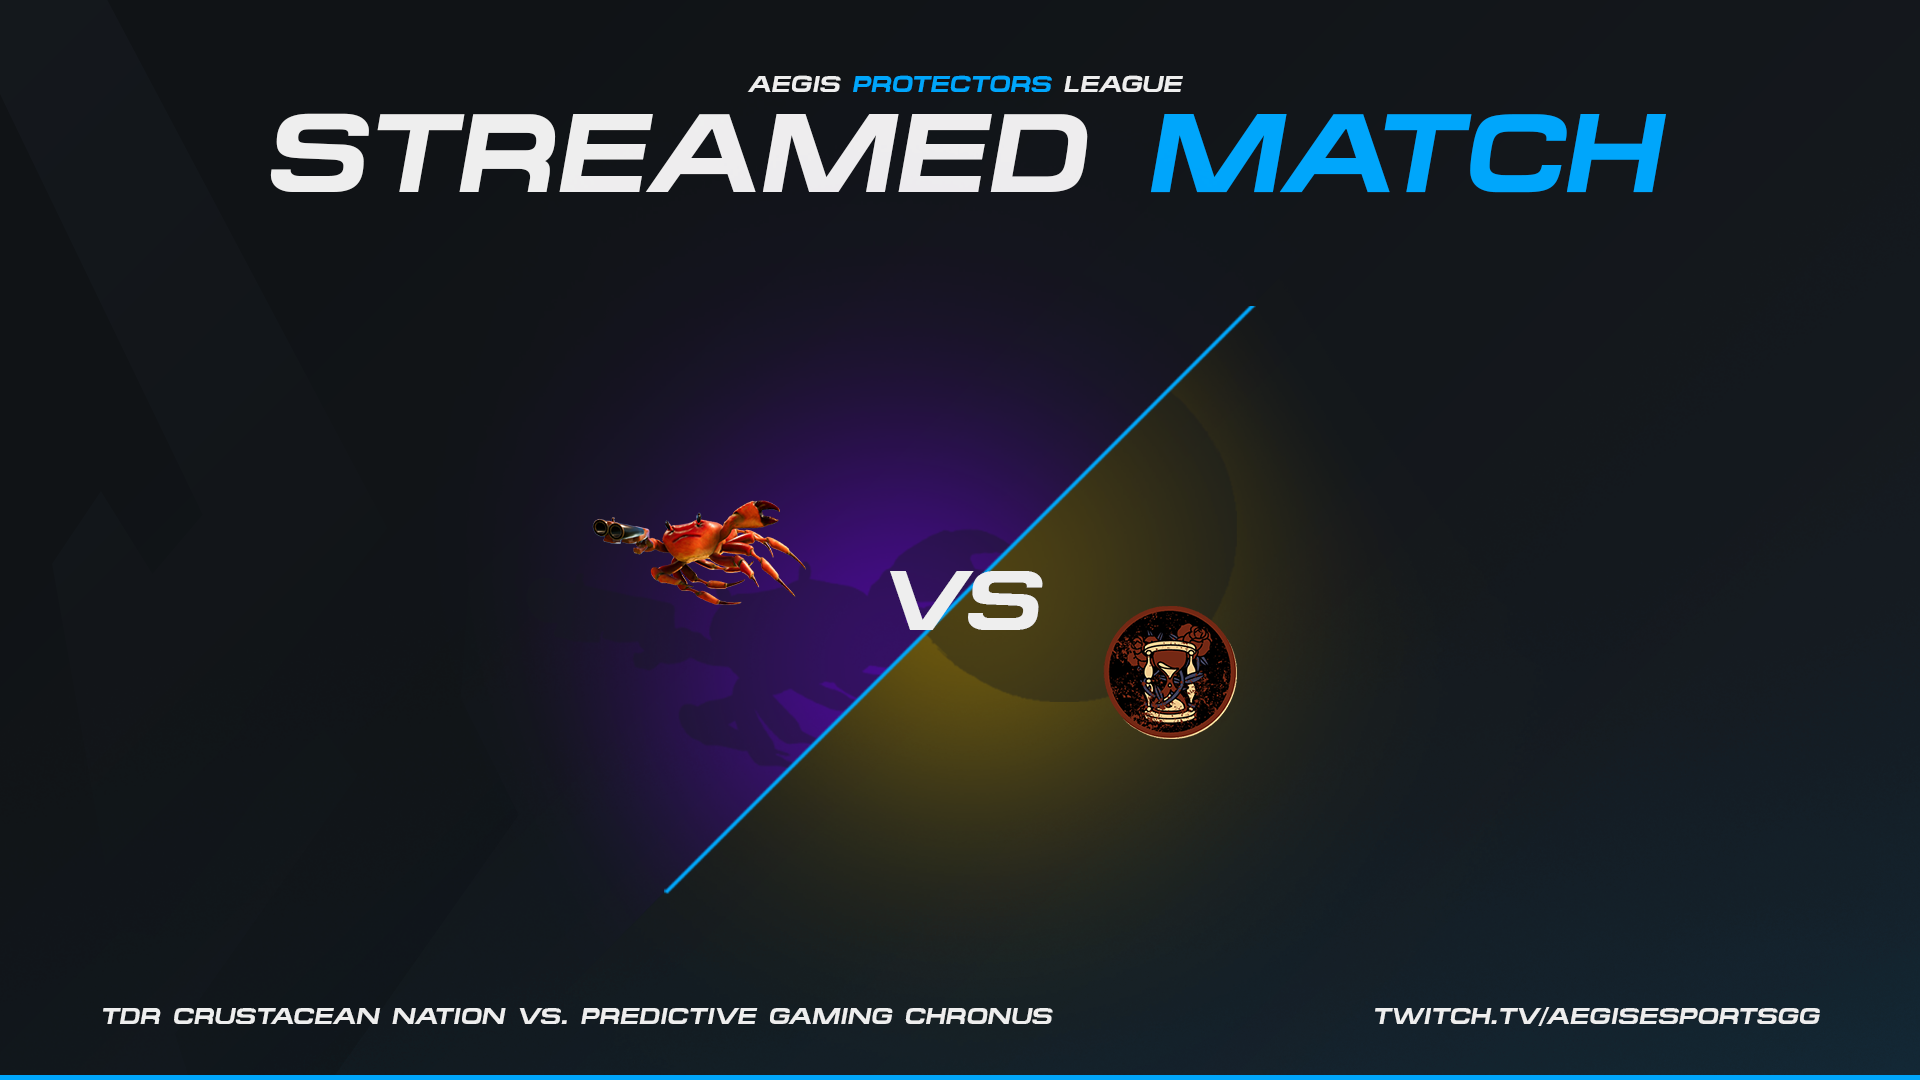 AEGIS PROTECTORS LEAGUE
STREAMED MATCH
VS
TDR CRUSTACEAN NATION VS. PREDICTIVE GAMING CHRONUS
TWITCH.TV/AEGISESPORTSGG